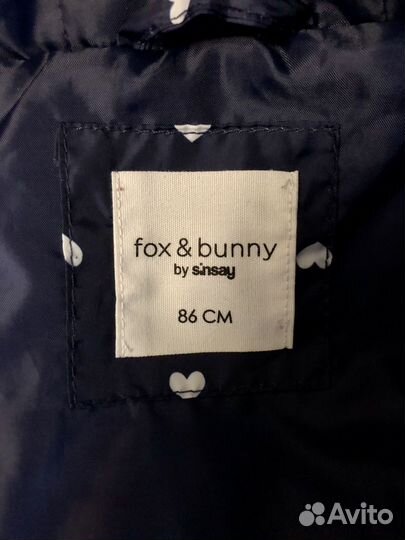 fox & bunny
by sinsay
86 CM
Avito